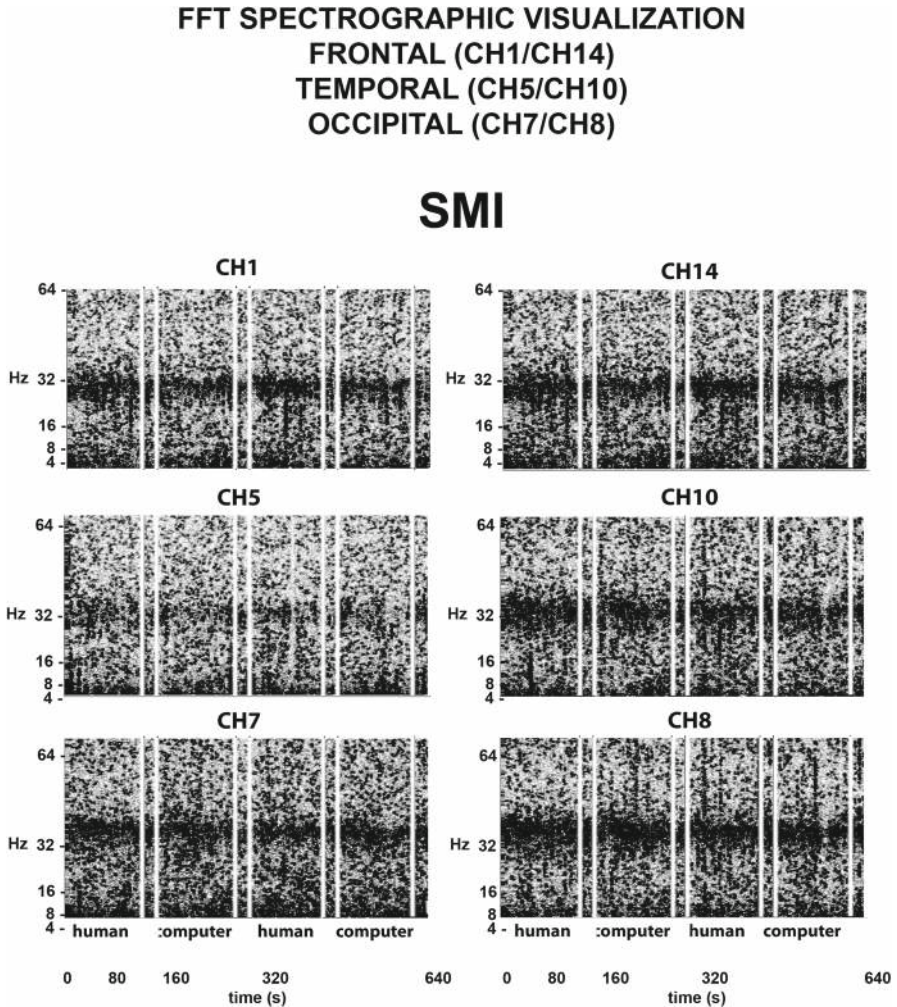 FFT SPECTROGRAPHIC VISUALIZATION
FRONTAL (CH1/CH14)
TEMPORAL (CH5/CH10)
OCCIPITAL (CH7/CH8)
SMI
CH1
64 -
Hz 32 -
16 -
8 -
4 -
CH14
64 -
Hz 32 -
16 -
8 -
4 -
CH5
64 -
Hz 32 -
16 -
8 -
4 -
CH10
64 -
Hz 32 -
16 -
8 -
4 -
CH7
64 -
Hz 32 -
16 -
8 -
4 -
human :omputer human computer
0 80 160 320 640
time (s)
CH8
64 -
Hz 32 -
16 -
8 -
4 -
human :omputer human computer
0 80 160 320 640
time (s)